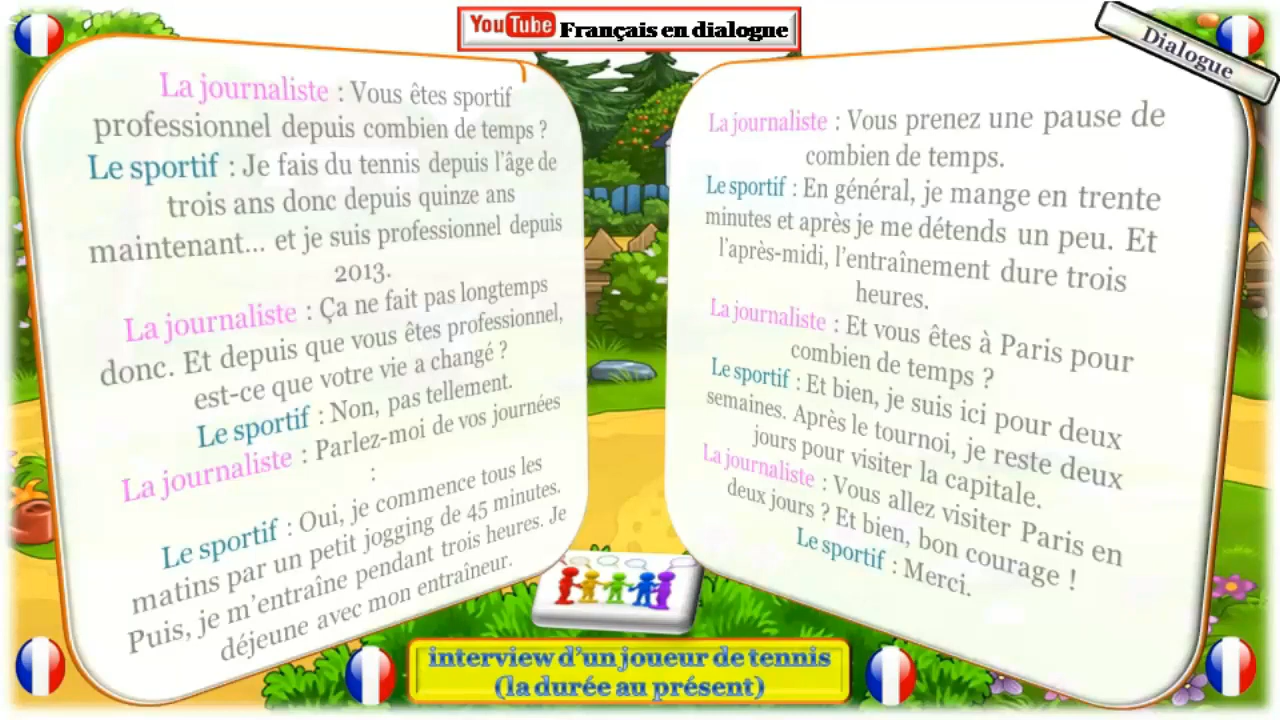 YouTube Français en dialogue
Dialogue
La journaliste : Vous êtes sportif
professionnel depuis combien de temps ?
Le sportif : Je fais du tennis depuis l'âge de
trois ans donc depuis quinze ans
maintenant... et je suis professionnel depuis
2013.
La journaliste : Ça ne fait pas longtemps
donc. Et depuis que vous êtes professionnel,
est-ce que votre vie a changé ?
Le sportif : Non, pas tellement.
La journaliste : Parlez-moi de vos journées
:
Le sportif : Oui, je commence tous les
matins par un petit jogging de 45 minutes.
Puis, je m'entraîne pendant trois heures. Je
déjeune avec mon entraîneur.
La journaliste : Vous prenez une pause de
combien de temps.
Le sportif : En général, je mange en trente
minutes et après je me détends un peu. Et
l'après-midi, l'entraînement dure trois
heures.
La journaliste : Et vous êtes à Paris pour
combien de temps ?
Le sportif : Et bien, je suis ici pour deux
semaines. Après le tournoi, je reste deux
jours pour visiter la capitale.
La journaliste : Vous allez visiter Paris en
deux jours ? Et bien, bon courage !
Le sportif : Merci.
interview d'un joueur de tennis
(la durée au présent)